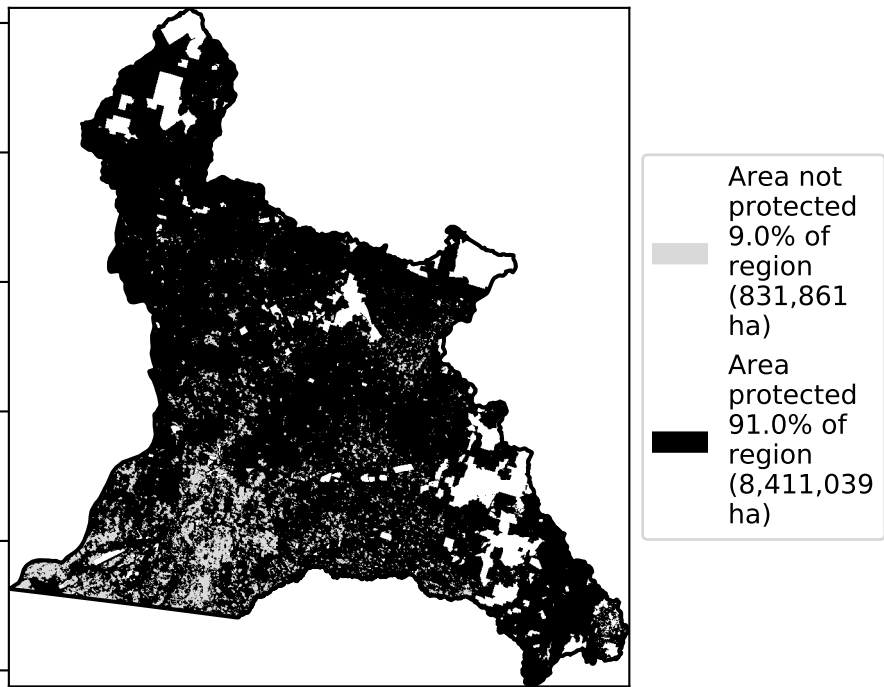 Area not
protected
9.0% of
region
(831,861
ha)
Area
protected
91.0% of
region
(8,411,039
ha)